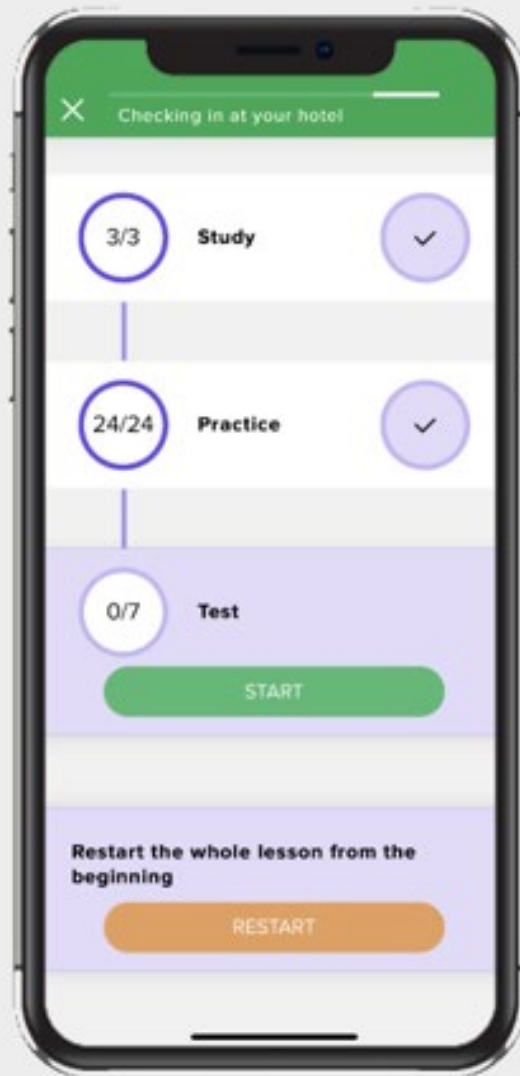 Checking in at your hotel
3/3 Study
24/24 Practice
0/7 Test
START
Restart the whole lesson from the
beginning
RESTART